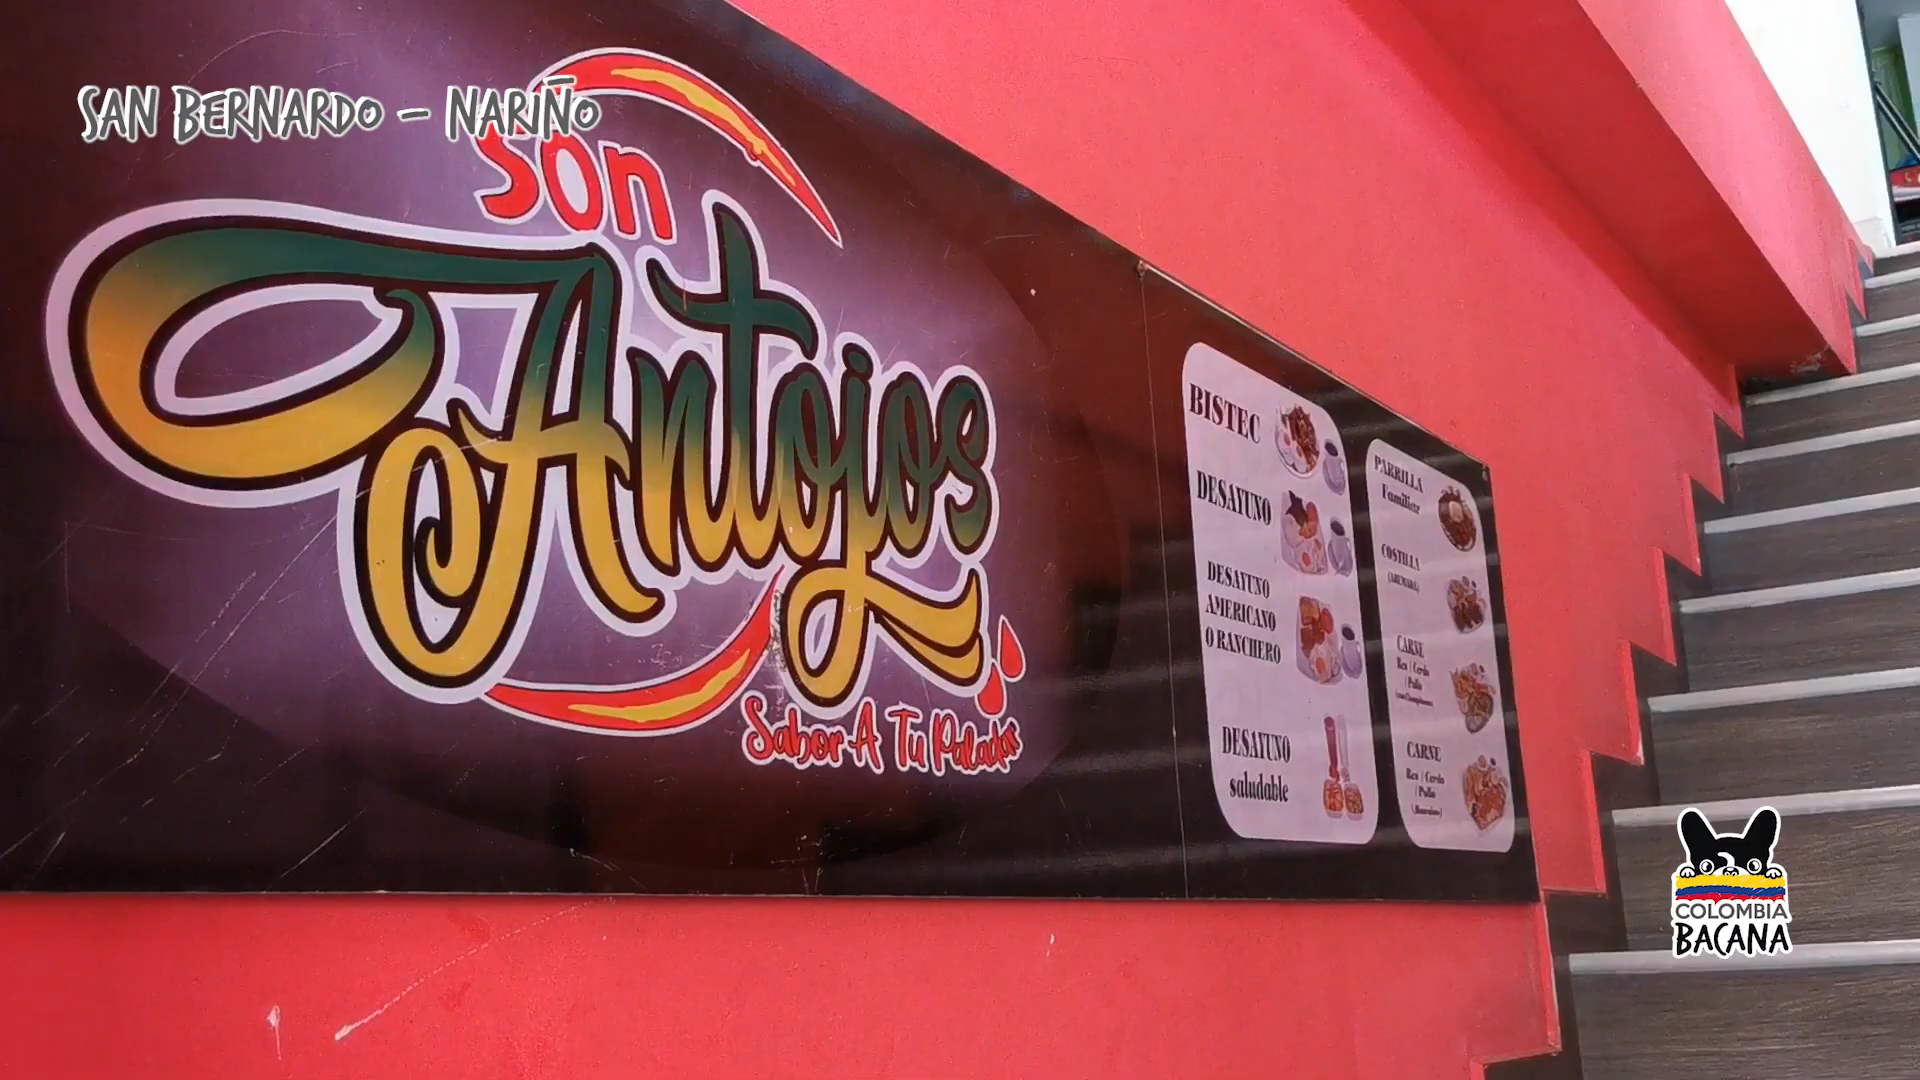 SAN BERNARDO - NARIÑO
Son
Antojos
Sabor A Tu Paladar
BISTEC
DESAYUNO
DESAYUNO
AMERICANO
O RANCHERO
DESAYUNO
saludable
PARRILLA
Familiar
COSTILLA
(AHUMADA)
CARNE
Res / Cerdo
/ Pollo
CARNE
Res / Cerdo
/ Pollo
COLOMBIA
BACANA